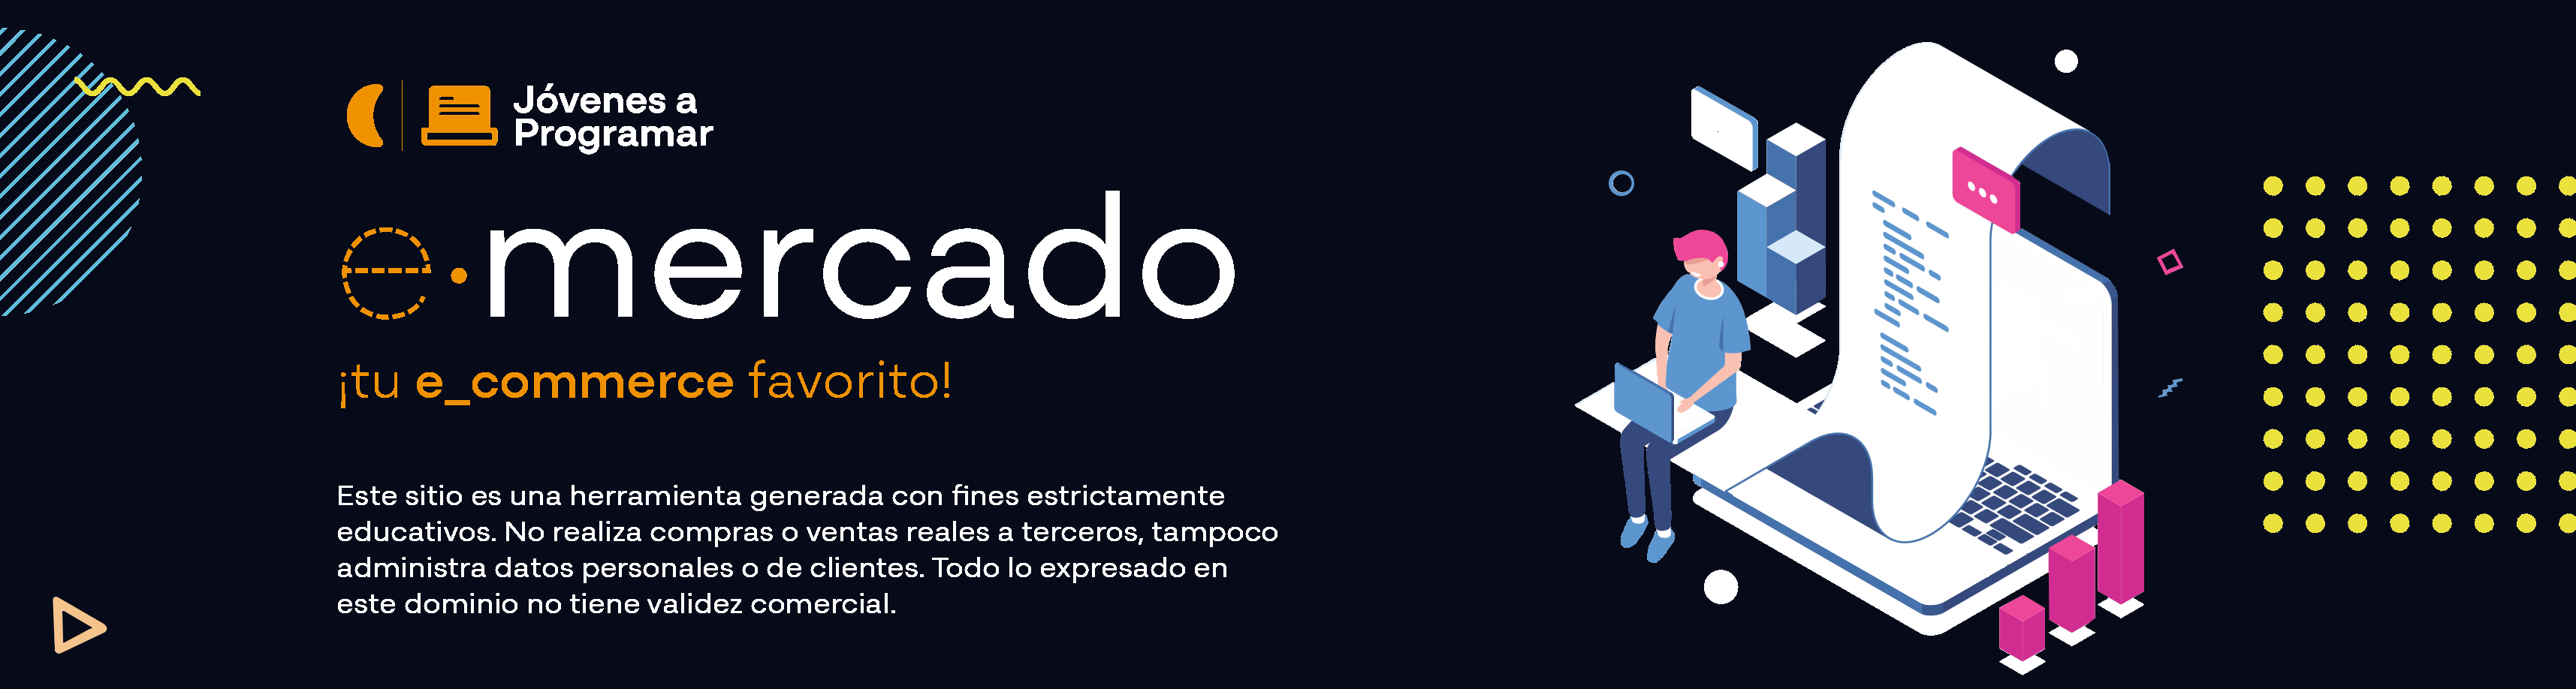 Jóvenes a
Programar
e·mercado
¡tu e_commerce favorito!
Este sitio es una herramienta generada con fines estrictamente
educativos. No realiza compras o ventas reales a terceros, tampoco
administra datos personales o de clientes. Todo lo expresado en
este dominio no tiene validez comercial.